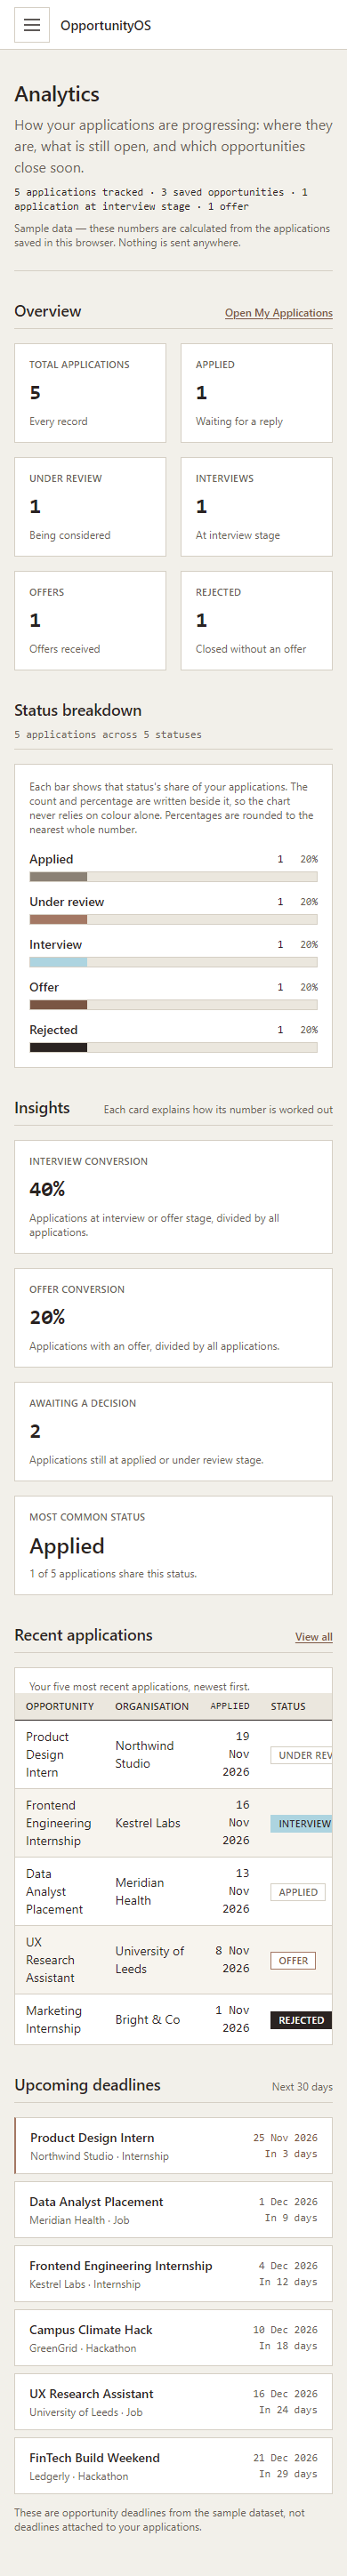 OpportunityOS
Analytics
How your applications are progressing: where they
are, what is still open, and which opportunities
close soon.
5 applications tracked · 3 saved opportunities · 1
application at interview stage · 1 offer
Sample data — these numbers are calculated from the applications
saved in this browser. Nothing is sent anywhere.
Overview
Open My Applications
TOTAL APPLICATIONS
5
Every record
APPLIED
1
Waiting for a reply
UNDER REVIEW
1
Being considered
INTERVIEWS
1
At interview stage
OFFERS
1
Offers received
REJECTED
1
Closed without an offer
Status breakdown
5 applications across 5 statuses
Each bar shows that status's share of your applications. The
count and percentage are written beside it, so the chart
never relies on colour alone. Percentages are rounded to the
nearest whole number.
Applied 1 20%
Under review 1 20%
Interview 1 20%
Offer 1 20%
Rejected 1 20%
Insights
Each card explains how its number is worked out
INTERVIEW CONVERSION
40%
Applications at interview or offer stage, divided by all
applications.
OFFER CONVERSION
20%
Applications with an offer, divided by all applications.
AWAITING A DECISION
2
Applications still at applied or under review stage.
MOST COMMON STATUS
Applied
1 of 5 applications share this status.
Recent applications
View all
Your five most recent applications, newest first.
OPPORTUNITY ORGANISATION APPLIED STATUS
Product
Design
Intern
Northwind
Studio
19
Nov
2026
UNDER REV
Frontend
Engineering
Internship
Kestrel Labs
16
Nov
2026
INTERVIEW
Data
Analyst
Placement
Meridian
Health
13
Nov
2026
APPLIED
UX
Research
Assistant
University of
Leeds
8 Nov
2026
OFFER
Marketing
Internship
Bright & Co
1 Nov
2026
REJECTED
Upcoming deadlines
Next 30 days
Product Design Intern
Northwind Studio · Internship
25 Nov 2026
In 3 days
Data Analyst Placement
Meridian Health · Job
1 Dec 2026
In 9 days
Frontend Engineering Internship
Kestrel Labs · Internship
4 Dec 2026
In 12 days
Campus Climate Hack
GreenGrid · Hackathon
10 Dec 2026
In 18 days
UX Research Assistant
University of Leeds · Job
16 Dec 2026
In 24 days
FinTech Build Weekend
Ledgerly · Hackathon
21 Dec 2026
In 29 days
These are opportunity deadlines from the sample dataset, not
deadlines attached to your applications.